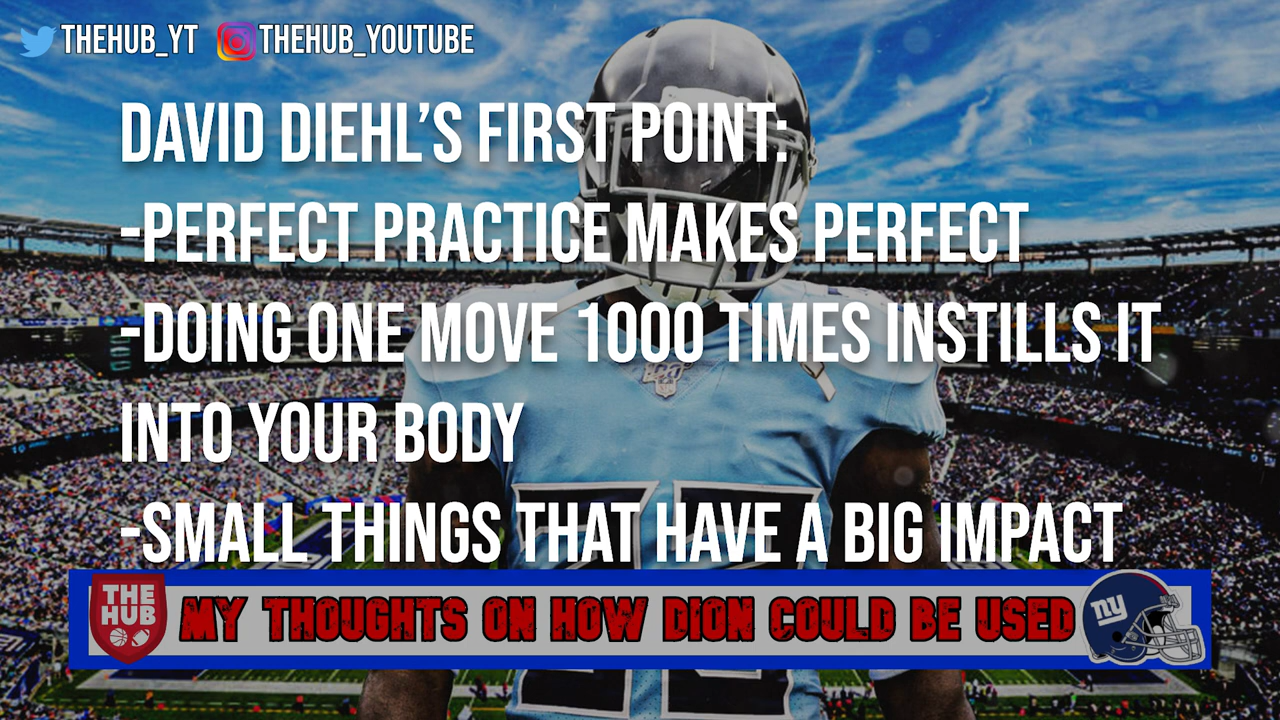 THEHUB_YT THEHUB_YOUTUBE
DAVID DIEHL'S FIRST POINT:
-PERFECT PRACTICE MAKES PERFECT
-DOING ONE MOVE 1000 TIMES INSTILLS IT
INTO YOUR BODY
-SMALL THINGS THAT HAVE A BIG IMPACT
THE
HUB
MY THOUGHTS ON HOW DION COULD BE USED
ny